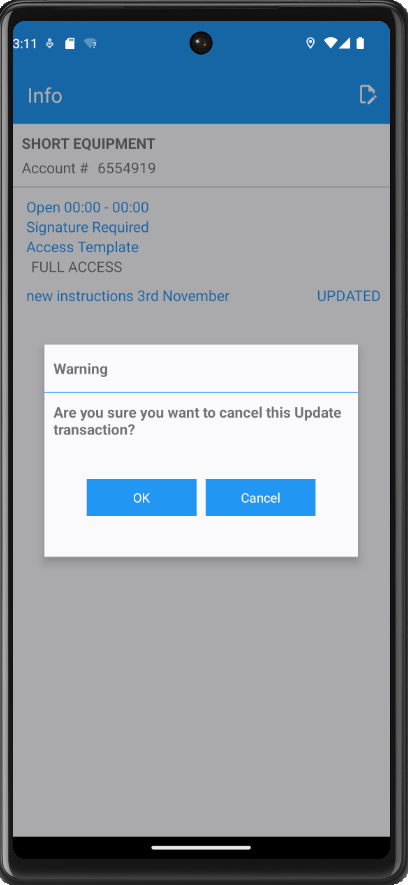 3:11
Info
SHORT EQUIPMENT
Account # 6554919
Open 00:00 - 00:00
Signature Required
Access Template
FULL ACCESS
new instructions 3rd November UPDATED
Warning
Are you sure you want to cancel this Update
transaction?
OK Cancel